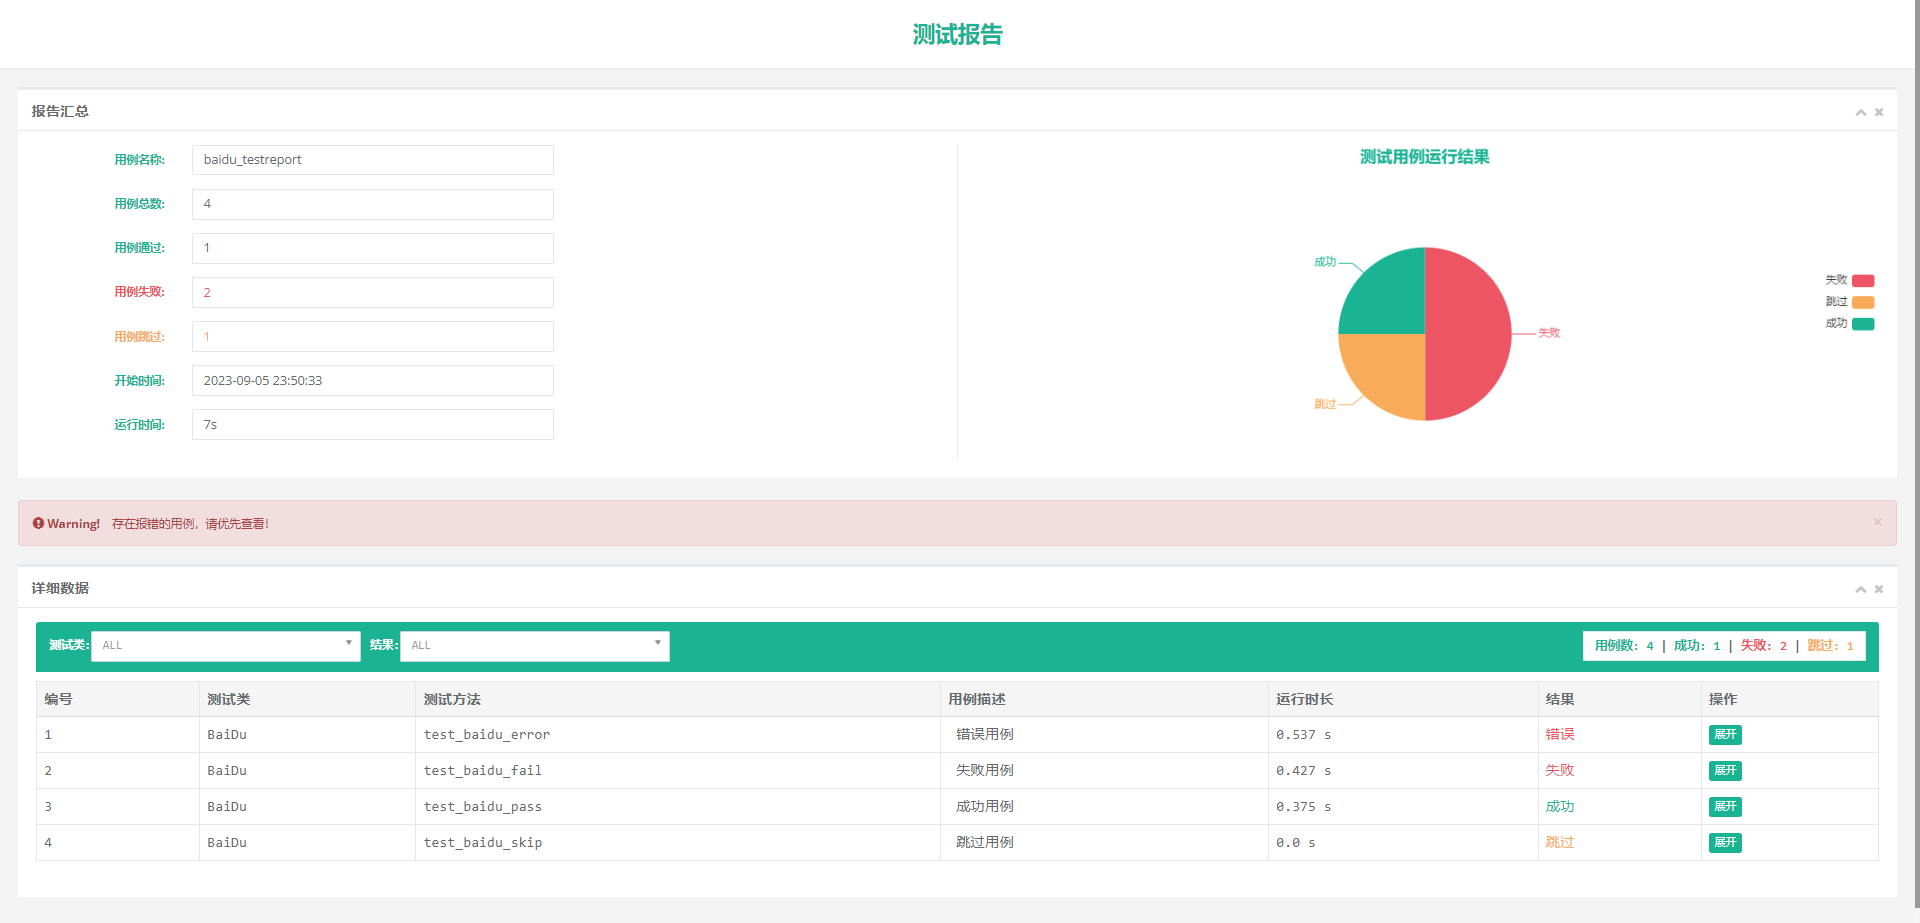 测试报告
报告汇总
用例名称: baidu_testreport
用例总数: 4
用例通过: 1
用例失败: 2
用例跳过: 1
开始时间: 2023-09-05 23:50:33
运行时间: 7s
测试用例运行结果
成功
失败
跳过
失败
跳过
成功
Warning! 存在报错的用例，请优先查看!
×
详细数据
测试类: ALL 结果: ALL 用例数: 4 | 成功: 1 | 失败: 2 | 跳过: 1
编号 测试类 测试方法 用例描述 运行时长 结果 操作
1 BaiDu test_baidu_error 错误用例 0.537 s 错误 展开
2 BaiDu test_baidu_fail 失败用例 0.427 s 失败 展开
3 BaiDu test_baidu_pass 成功用例 0.375 s 成功 展开
4 BaiDu test_baidu_skip 跳过用例 0.0 s 跳过 展开